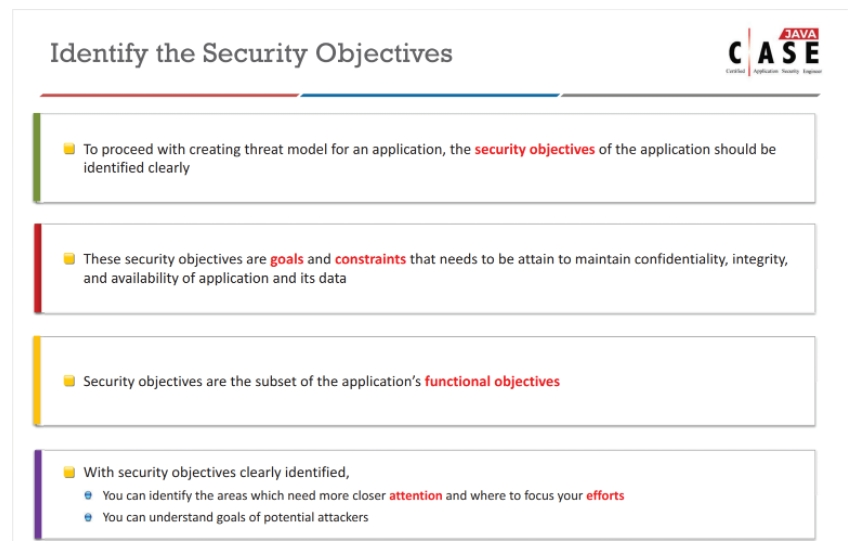 Identify the Security Objectives
JAVA
CASE
Certified Application Security Engineer
To proceed with creating threat model for an application, the security objectives of the application should be
identified clearly
These security objectives are goals and constraints that needs to be attain to maintain confidentiality, integrity,
and availability of application and its data
Security objectives are the subset of the application's functional objectives
With security objectives clearly identified,
You can identify the areas which need more closer attention and where to focus your efforts
You can understand goals of potential attackers